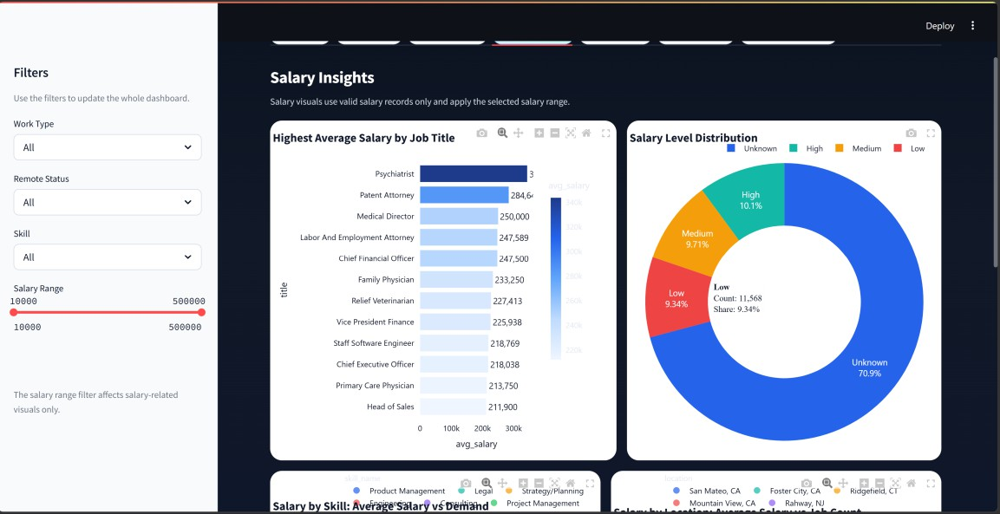 Deploy
Filters
Use the filters to update the whole dashboard.
Work Type
All
Remote Status
All
Skill
All
Salary Range
10000 500000
10000 500000
The salary range filter affects salary-related
visuals only.
Salary Insights
Salary visuals use valid salary records only and apply the selected salary range.
Highest Average Salary by Job Title
title
Psychiatrist 3
Patent Attorney 284,6
Medical Director 250,000
Labor And Employment Attorney 247,589
Chief Financial Officer 247,500
Family Physician 233,250
Relief Veterinarian 227,413
Vice President Finance 225,938
Staff Software Engineer 218,769
Chief Executive Officer 218,038
Primary Care Physician 213,750
Head of Sales 211,900
0 100k 200k 300k
avg_salary
avg_salary
340k
320k
300k
280k
260k
240k
220k
Salary Level Distribution
Unknown High Medium Low
High
10.1%
Medium
9.71%
Low
9.34%
Low
Count: 11,568
Share: 9.34%
Unknown
70.9%
skill_name
Product Management Legal Strategy/Planning
Engineering Consulting Project Management
Salary by Skill: Average Salary vs Demand
location
San Mateo, CA Foster City, CA Ridgefield, CT
Mountain View, CA Rahway, NJ
Salary by Location: Average Salary vs Job Count